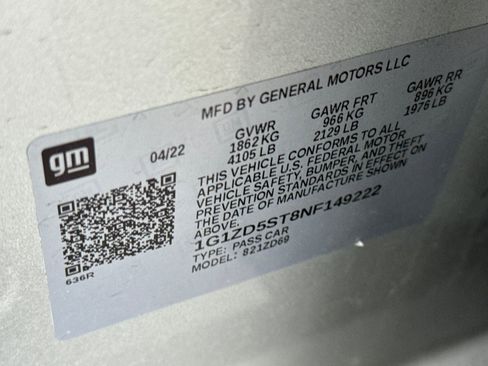 gm
MFD BY GENERAL MOTORS LLC
04/22
GVWR GAWR FRT GAWR RR
1862 KG 966 KG 896 KG
4105 LB 2129 LB 1976 LB
THIS VEHICLE CONFORMS TO ALL
APPLICABLE U.S. FEDERAL MOTOR
VEHICLE SAFETY, BUMPER, AND THEFT
PREVENTION STANDARDS IN EFFECT ON
THE DATE OF MANUFACTURE SHOWN
ABOVE.
1G1ZD5ST8NF149222
TYPE: PASS CAR
MODEL: 821ZD69
636R